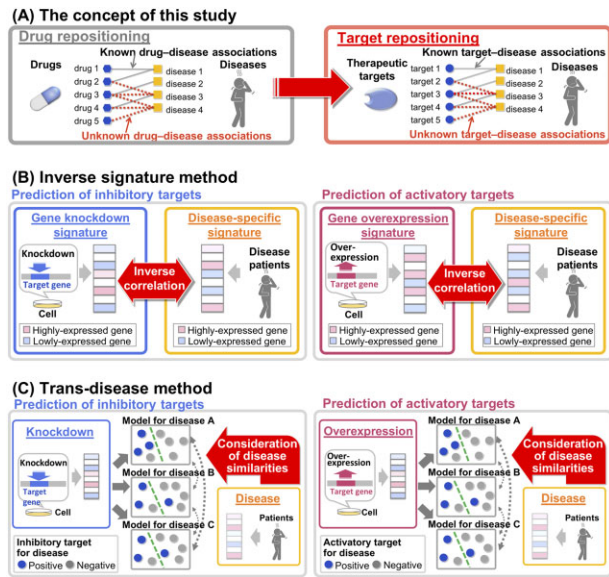 (A) The concept of this study
Drug repositioning
Known drug–disease associations
Drugs
drug 1
drug 2
drug 3
drug 4
drug 5
disease 1
disease 2
disease 3
disease 4
Diseases
Unknown drug–disease associations
Target repositioning
Known target–disease associations
Therapeutic
targets
target 1
target 2
target 3
target 4
target 5
disease 1
disease 2
disease 3
disease 4
Diseases
Unknown target–disease associations
(B) Inverse signature method
Prediction of inhibitory targets
Gene knockdown
signature
Knockdown
Target gene
Cell
Highly-expressed gene
Lowly-expressed gene
Inverse
correlation
Disease-specific
signature
Disease
patients
Highly-expressed gene
Lowly-expressed gene
Prediction of activatory targets
Gene overexpression
signature
Over-
expression
Target gene
Cell
Highly-expressed gene
Lowly-expressed gene
Inverse
correlation
Disease-specific
signature
Disease
patients
Highly-expressed gene
Lowly-expressed gene
(C) Trans-disease method
Prediction of inhibitory targets
Knockdown
Knockdown
Target
gene
Cell
Inhibitory target
for disease
Positive
Negative
Model for disease A
Model for disease B
Model for disease C
Consideration
of disease
similarities
Disease
Patients
Prediction of activatory targets
Overexpression
Over-
expression
Target gene
Cell
Activatory target
for disease
Positive
Negative
Model for disease A
Model for disease B
Model for disease C
Consideration
of disease
similarities
Disease
Patients